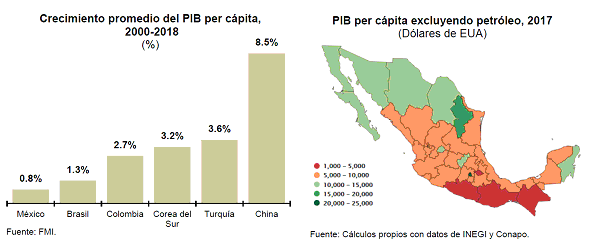 Crecimiento promedio del PIB per cápita,
2000-2018
(%)
8.5%
3.6%
3.2%
2.7%
1.3%
0.8%
México
Brasil
Colombia
Corea del
Sur
Turquía
China
Fuente: FMI.
PIB per cápita excluyendo petróleo, 2017
(Dólares de EUA)
1,000 – 5,000
5,000 – 10,000
10,000 – 15,000
15,000 – 20,000
20,000 – 25,000
Fuente: Cálculos propios con datos de INEGI y Conapo.